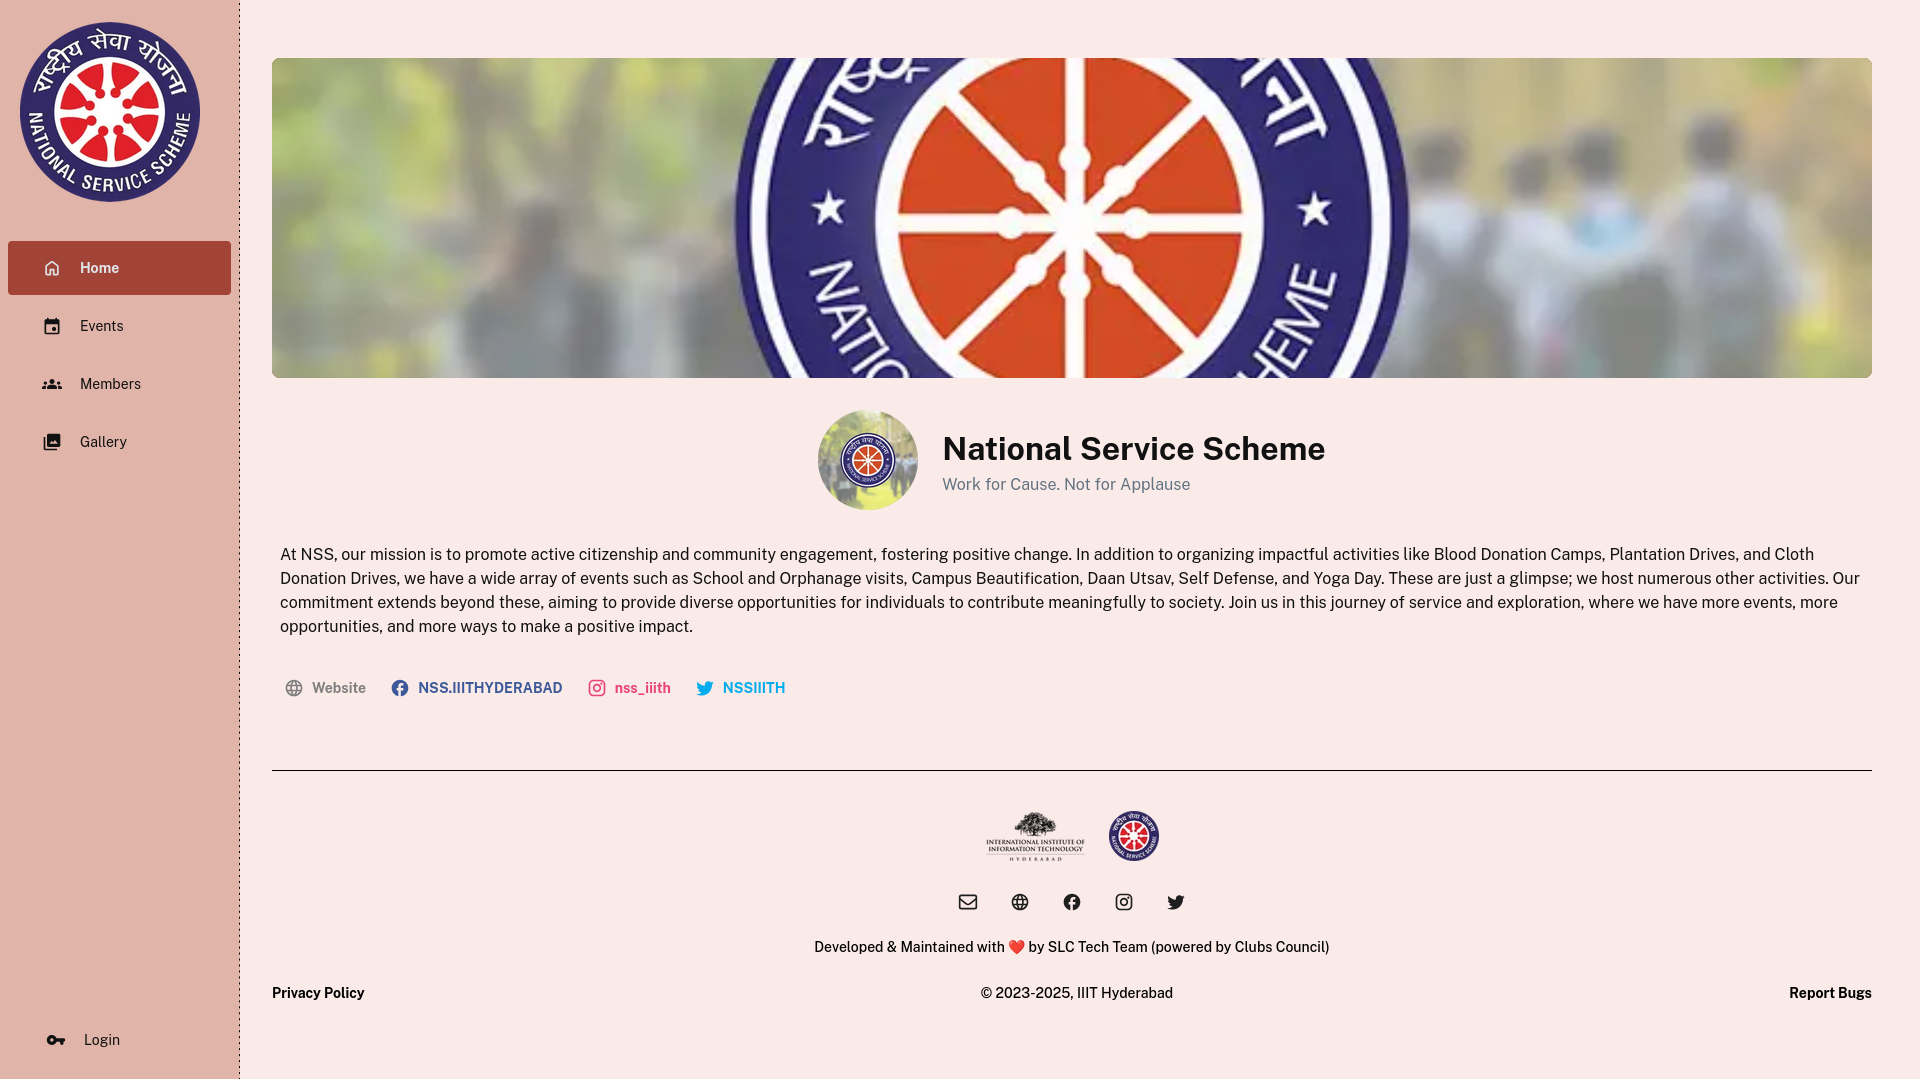 राष्ट्रीय सेवा योजना
NATIONAL SERVICE SCHEME
Home
Events
Members
Gallery
Login
National Service Scheme
Work for Cause. Not for Applause
At NSS, our mission is to promote active citizenship and community engagement, fostering positive change. In addition to organizing impactful activities like Blood Donation Camps, Plantation Drives, and Cloth
Donation Drives, we have a wide array of events such as School and Orphanage visits, Campus Beautification, Daan Utsav, Self Defense, and Yoga Day. These are just a glimpse; we host numerous other activities. Our
commitment extends beyond these, aiming to provide diverse opportunities for individuals to contribute meaningfully to society. Join us in this journey of service and exploration, where we have more events, more
opportunities, and more ways to make a positive impact.
Website
NSS.IIITHYDERABAD
nss_iiith
NSSIIITH
INTERNATIONAL INSTITUTE OF
INFORMATION TECHNOLOGY
HYDERABAD
राष्ट्रीय सेवा योजना
NATIONAL SERVICE SCHEME
Developed & Maintained with ❤️ by SLC Tech Team (powered by Clubs Council)
Privacy Policy
© 2023-2025, IIIT Hyderabad
Report Bugs